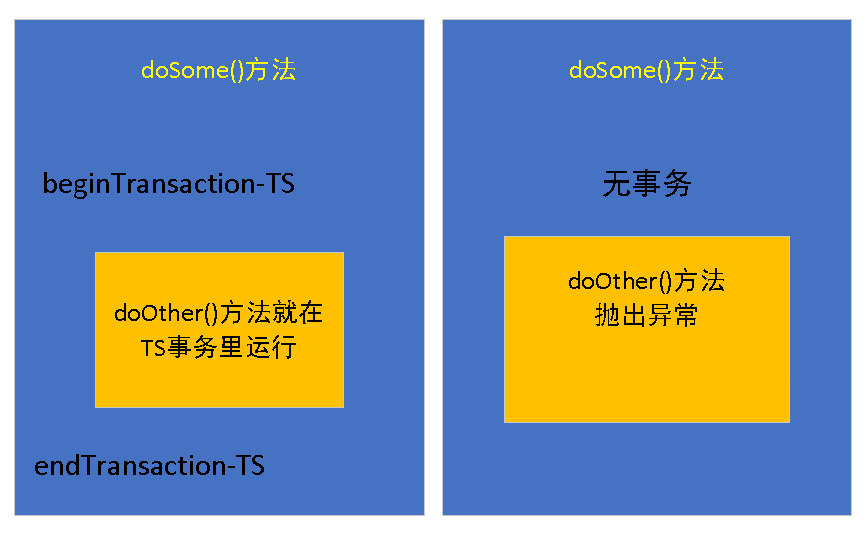 doSome()方法
beginTransaction-TS
doOther()方法就在
TS事务里运行
endTransaction-TS
doSome()方法
无事务
doOther()方法
抛出异常